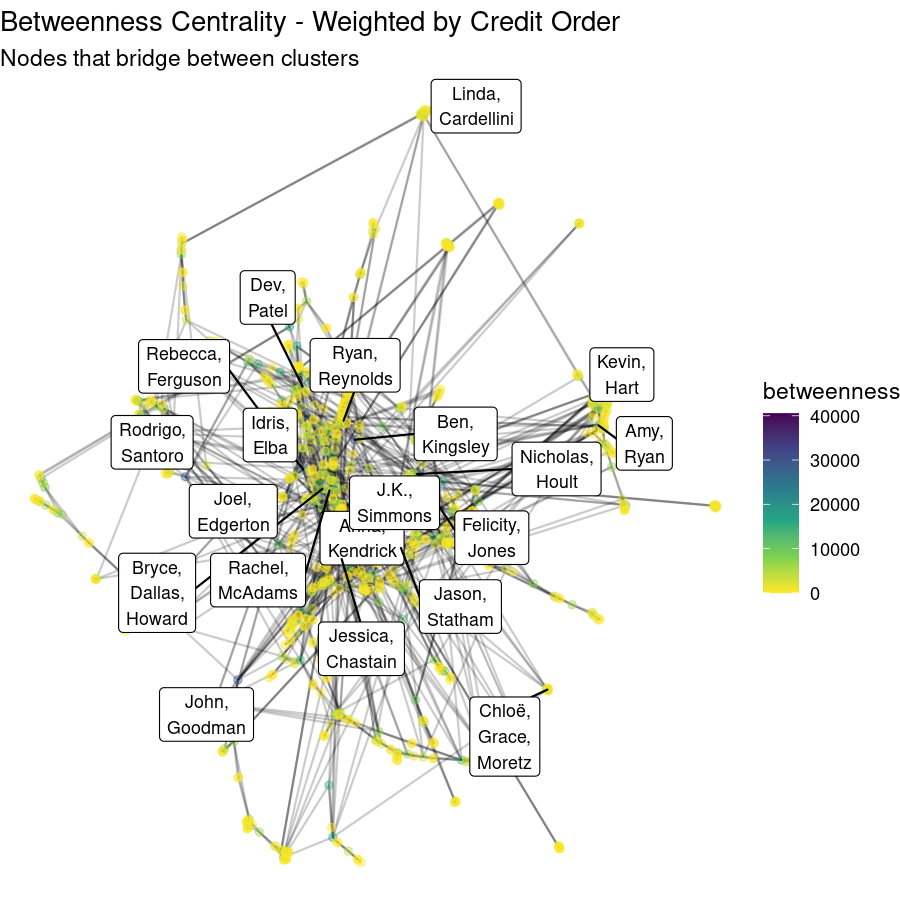 Betweenness Centrality - Weighted by Credit Order
Nodes that bridge between clusters
Linda,
Cardellini
Dev,
Patel
Rebecca,
Ferguson
Ryan,
Reynolds
Kevin,
Hart
Rodrigo,
Santoro
Idris,
Elba
Ben,
Kingsley
Amy,
Ryan
Nicholas,
Hoult
Joel,
Edgerton
J.K.,
Simmons
Kendrick
Felicity,
Jones
Bryce,
Dallas,
Howard
Rachel,
McAdams
Jason,
Statham
Jessica,
Chastain
John,
Goodman
Chloë,
Grace,
Moretz
betweenness
40000
30000
20000
10000
0